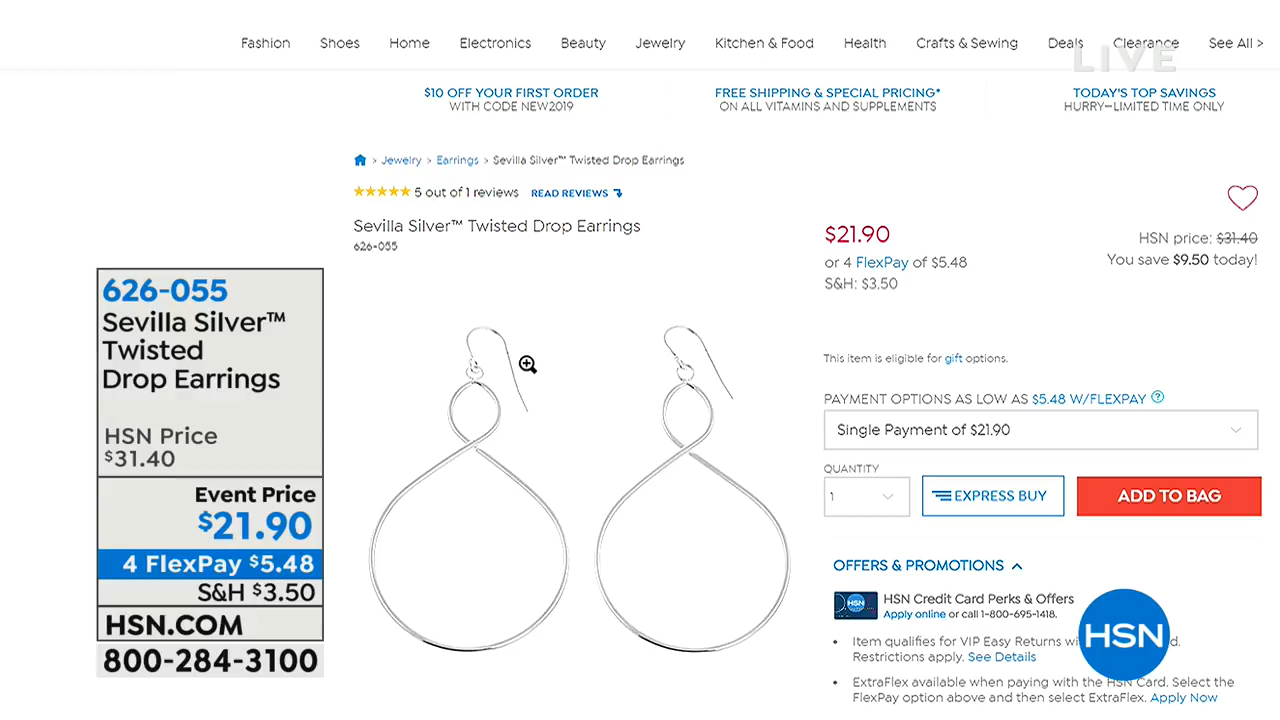 Fashion Shoes Home Electronics Beauty Jewelry Kitchen & Food Health Crafts & Sewing Deals Clearance See All >
LIVE
$10 OFF YOUR FIRST ORDER
WITH CODE NEW2019
FREE SHIPPING & SPECIAL PRICING*
ON ALL VITAMINS AND SUPPLEMENTS
TODAY'S TOP SAVINGS
HURRY—LIMITED TIME ONLY
> Jewelry > Earrings > Sevilla Silver™ Twisted Drop Earrings
5 out of 1 reviews READ REVIEWS
Sevilla Silver™ Twisted Drop Earrings
626-055
$21.90
or 4 FlexPay of $5.48
S&H: $3.50
HSN price: $31.40
You save $9.50 today!
626-055
Sevilla Silver™
Twisted
Drop Earrings
HSN Price
$31.40
Event Price
$21.90
4 FlexPay $5.48
S&H $3.50
HSN.COM
800-284-3100
This item is eligible for gift options.
PAYMENT OPTIONS AS LOW AS $5.48 W/FLEXPAY ?
Single Payment of $21.90
QUANTITY
1
EXPRESS BUY
ADD TO BAG
OFFERS & PROMOTIONS
HSN
HSN Credit Card Perks & Offers
Apply online or call 1-800-695-1418.
• Item qualifies for VIP Easy Returns d.
Restrictions apply. See Details
• ExtraFlex available when paying with the HSN Card. Select the
FlexPay option above and then select ExtraFlex. Apply Now
HSN